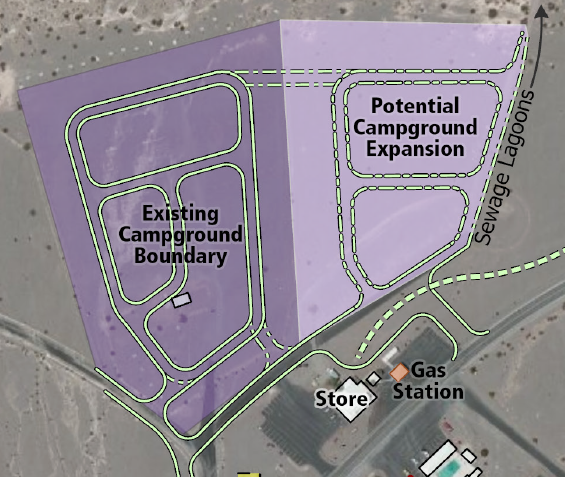 Potential
Campground
Expansion
Existing
Campground
Boundary
Sewage Lagoons
Store
Gas
Station